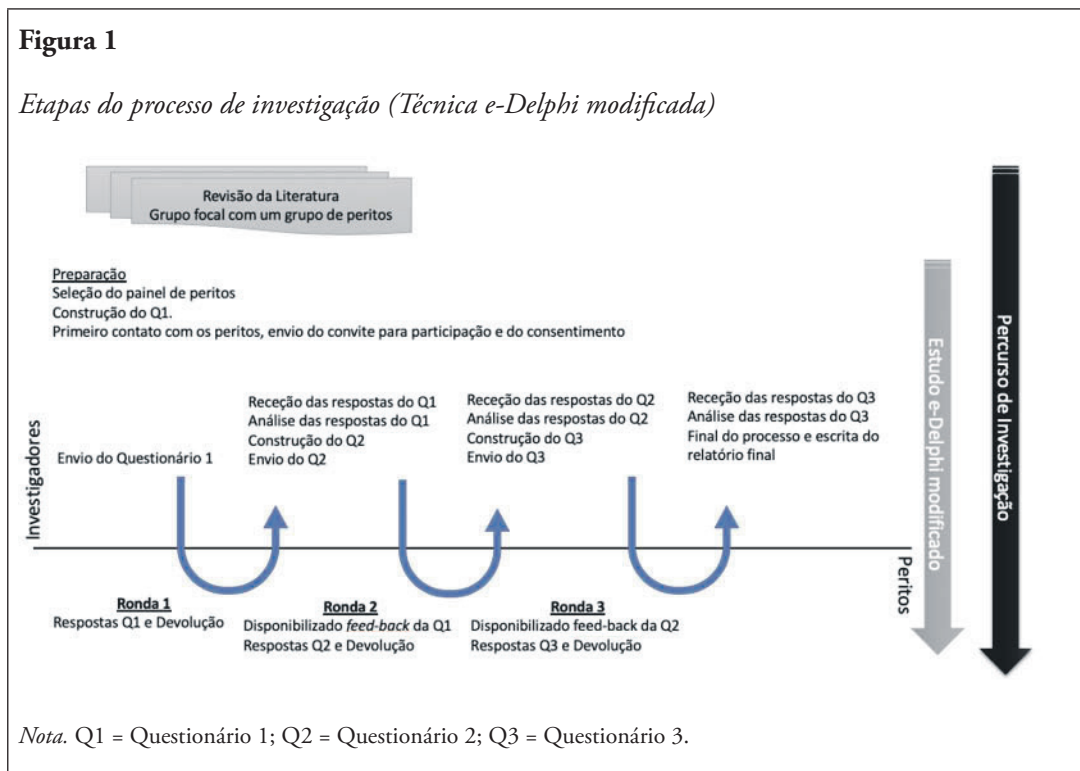 Figura 1
Etapas do processo de investigação (Técnica e-Delphi modificada)
Revisão da Literatura
Grupo focal com um grupo de peritos
Preparação
Seleção do painel de peritos
Construção do Q1.
Primeiro contato com os peritos, envio do convite para participação e do consentimento
Investigadores
Envio do Questionário 1
Receção das respostas do Q1
Análise das respostas do Q1
Construção do Q2
Envio do Q2
Receção das respostas do Q2
Análise das respostas do Q2
Construção do Q3
Envio do Q3
Receção das respostas do Q3
Análise das respostas do Q3
Final do processo e escrita do
relatório final
Peritos
Ronda 1
Respostas Q1 e Devolução
Ronda 2
Disponibilizado feed-back da Q1
Respostas Q2 e Devolução
Ronda 3
Disponibilizado feed-back da Q2
Respostas Q3 e Devolução
Estudo e-Delphi modificado
Percurso de Investigação
Nota. Q1 = Questionário 1; Q2 = Questionário 2; Q3 = Questionário 3.